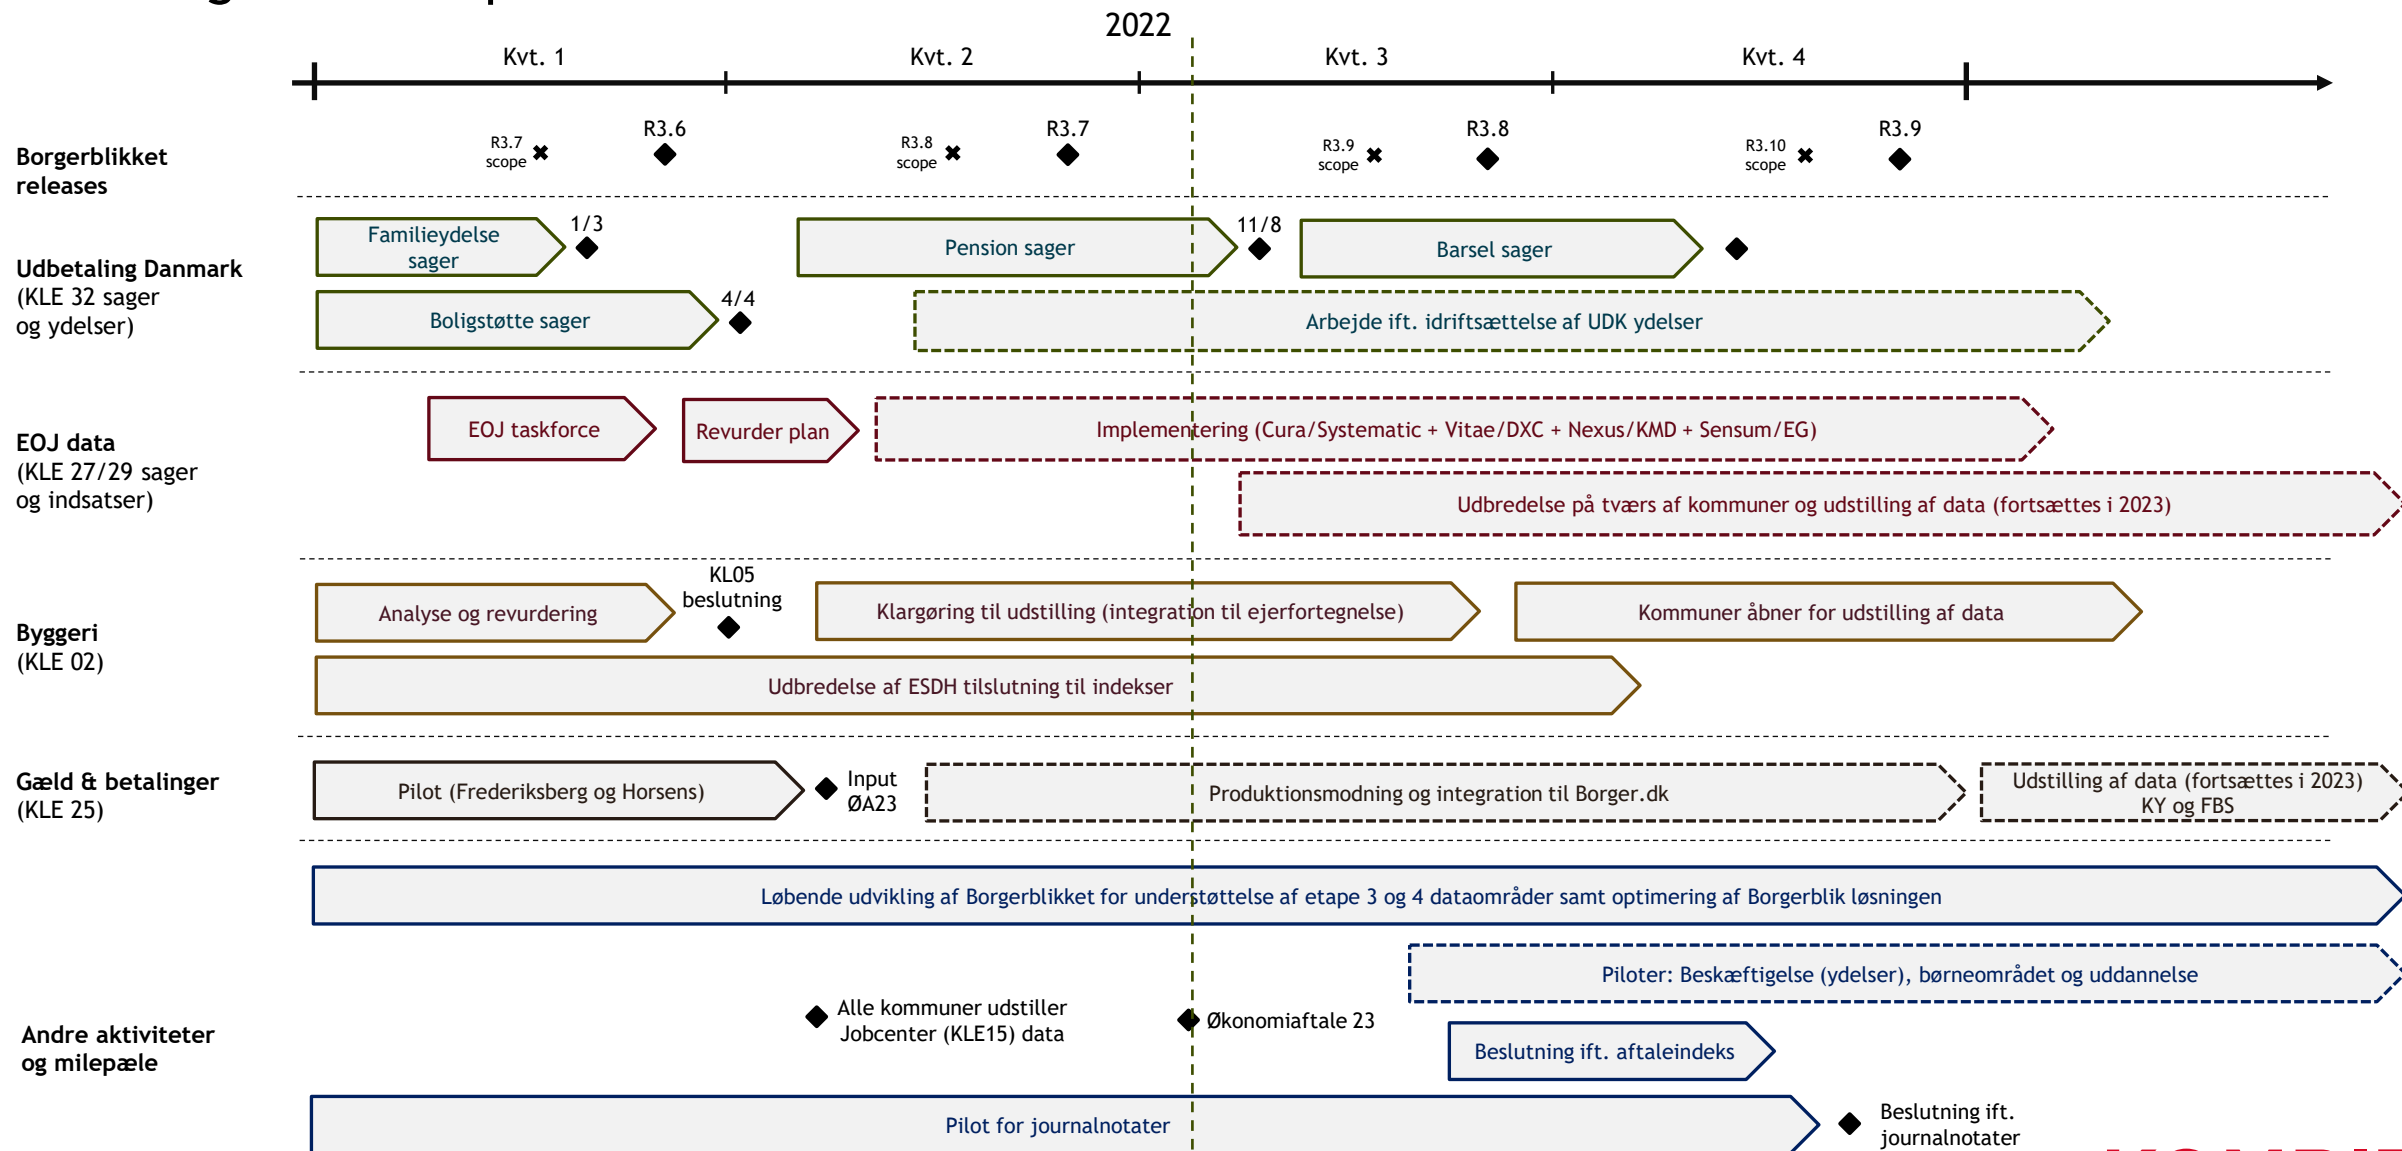 2022
Kvt. 1
Kvt. 2
Kvt. 3
Kvt. 4
Borgerblikket
releases
R3.7
scope
R3.6
R3.8
scope
R3.7
R3.9
scope
R3.8
R3.10
scope
R3.9
Udbetaling Danmark
(KLE 32 sager
og ydelser)
Familieydelse
sager
1/3
Pension sager
11/8
Barsel sager
Boligstøtte sager
4/4
Arbejde ift. idriftsættelse af UDK ydelser
EOJ data
(KLE 27/29 sager
og indsatser)
EOJ taskforce
Revurder plan
Implementering (Cura/Systematic + Vitae/DXC + Nexus/KMD + Sensum/EG)
Udbredelse på tværs af kommuner og udstilling af data (fortsættes i 2023)
Byggeri
(KLE 02)
Analyse og revurdering
KL05
beslutning
Klargøring til udstilling (integration til ejerfortegnelse)
Kommuner åbner for udstilling af data
Udbredelse af ESDH tilslutning til indekser
Gæld & betalinger
(KLE 25)
Pilot (Frederiksberg og Horsens)
Input
ØA23
Produktionsmodning og integration til Borger.dk
Udstilling af data (fortsættes i 2023)
KY og FBS
Løbende udvikling af Borgerblikket for understøttelse af etape 3 og 4 dataområder samt optimering af Borgerblik løsningen
Piloter: Beskæftigelse (ydelser), børneområdet og uddannelse
Andre aktiviteter
og milepæle
Alle kommuner udstiller
Jobcenter (KLE15) data
Økonomiaftale 23
Beslutning ift. aftaleindeks
Pilot for journalnotater
Beslutning ift.
journalnotater